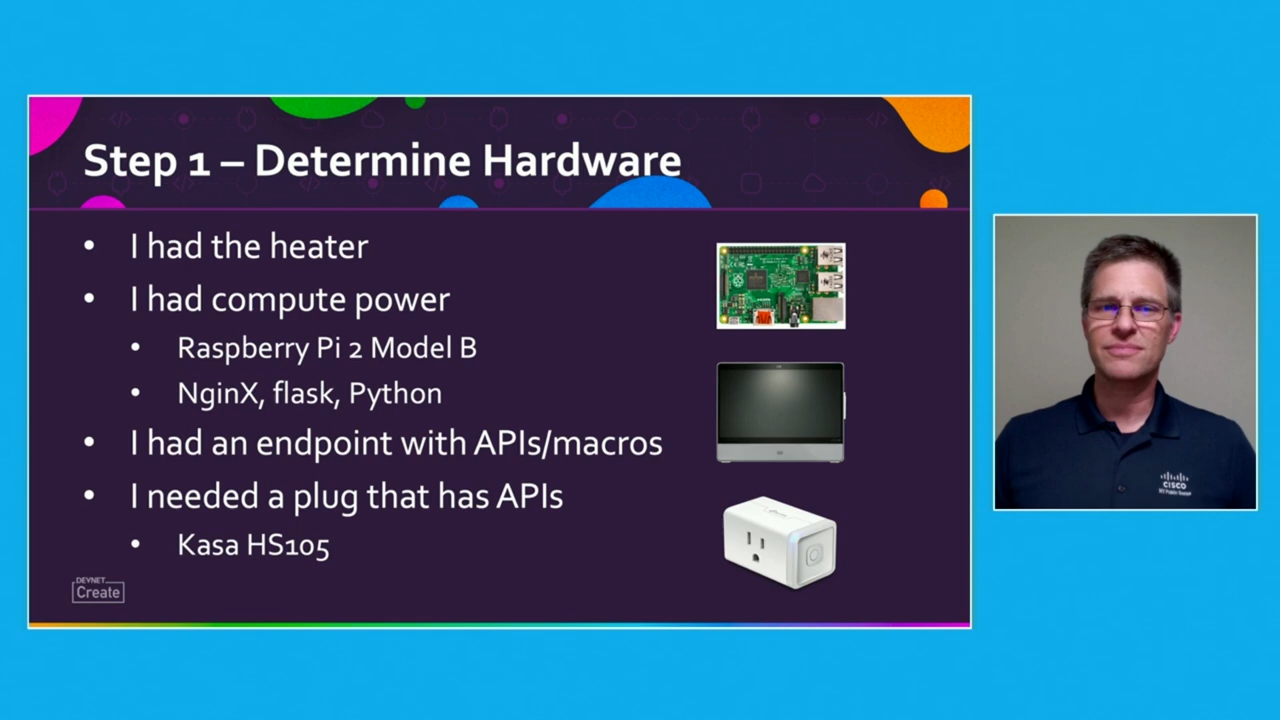 Step 1 – Determine Hardware
• I had the heater
• I had compute power
• Raspberry Pi 2 Model B
• NginX, flask, Python
• I had an endpoint with APIs/macros
• I needed a plug that has APIs
• Kasa HS105
DEVNET
Create
CISCO